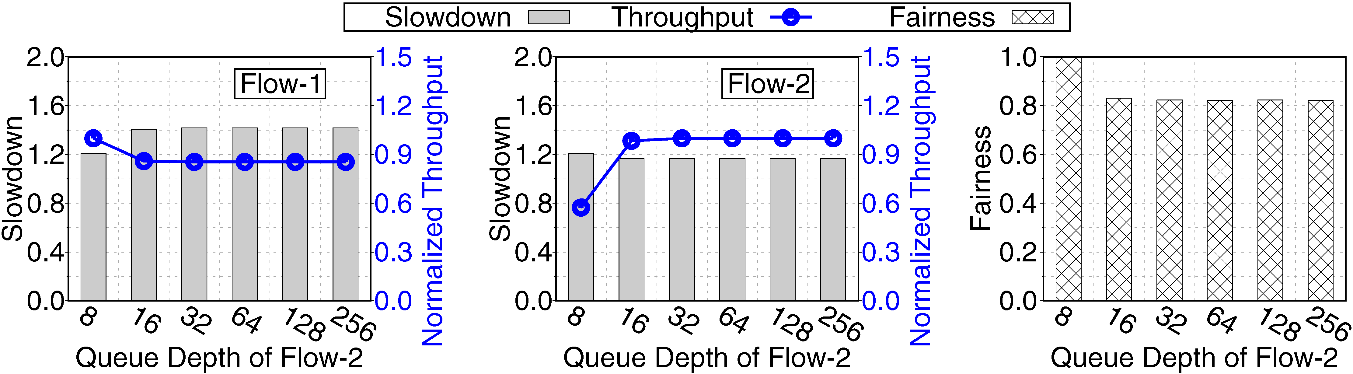 Slowdown Throughput Fairness
Flow-1
Slowdown
2.0
1.6
1.2
0.8
0.4
0.0
Normalized Throughput
1.5
1.2
0.9
0.6
0.3
0.0
8 16 32 64 128 256
Queue Depth of Flow-2
Flow-2
Slowdown
2.0
1.6
1.2
0.8
0.4
0.0
Normalized Throughput
1.5
1.2
0.9
0.6
0.3
0.0
8 16 32 64 128 256
Queue Depth of Flow-2
Fairness
1.0
0.8
0.6
0.4
0.2
0.0
8 16 32 64 128 256
Queue Depth of Flow-2